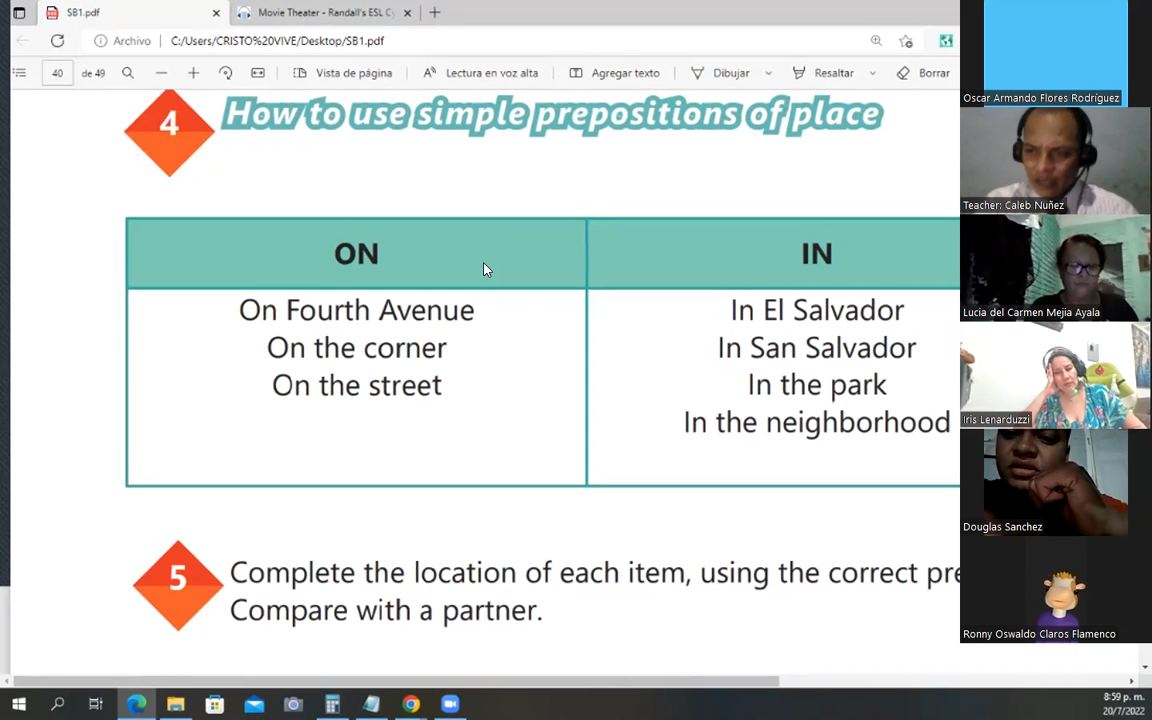 SB1.pdf
Movie Theater - Randall's ESL Cy
Archivo
C:/Users/CRISTO%20VIVE/Desktop/SB1.pdf
40
de 49
Vista de página
Lectura en voz alta
Agregar texto
Dibujar
Resaltar
Borrar
4
How to use simple prepositions of place
ON
IN
On Fourth Avenue
On the corner
On the street
In El Salvador
In San Salvador
In the park
In the neighborhood
5
Complete the location of each item, using the correct pre
Compare with a partner.
Oscar Armando Flores Rodríguez
Teacher: Caleb Nuñez
Lucia del Carmen Mejia Ayala
Iris Lenarduzzi
Douglas Sanchez
Ronny Oswaldo Claros Flamenco
8:59 p. m.
20/7/2022